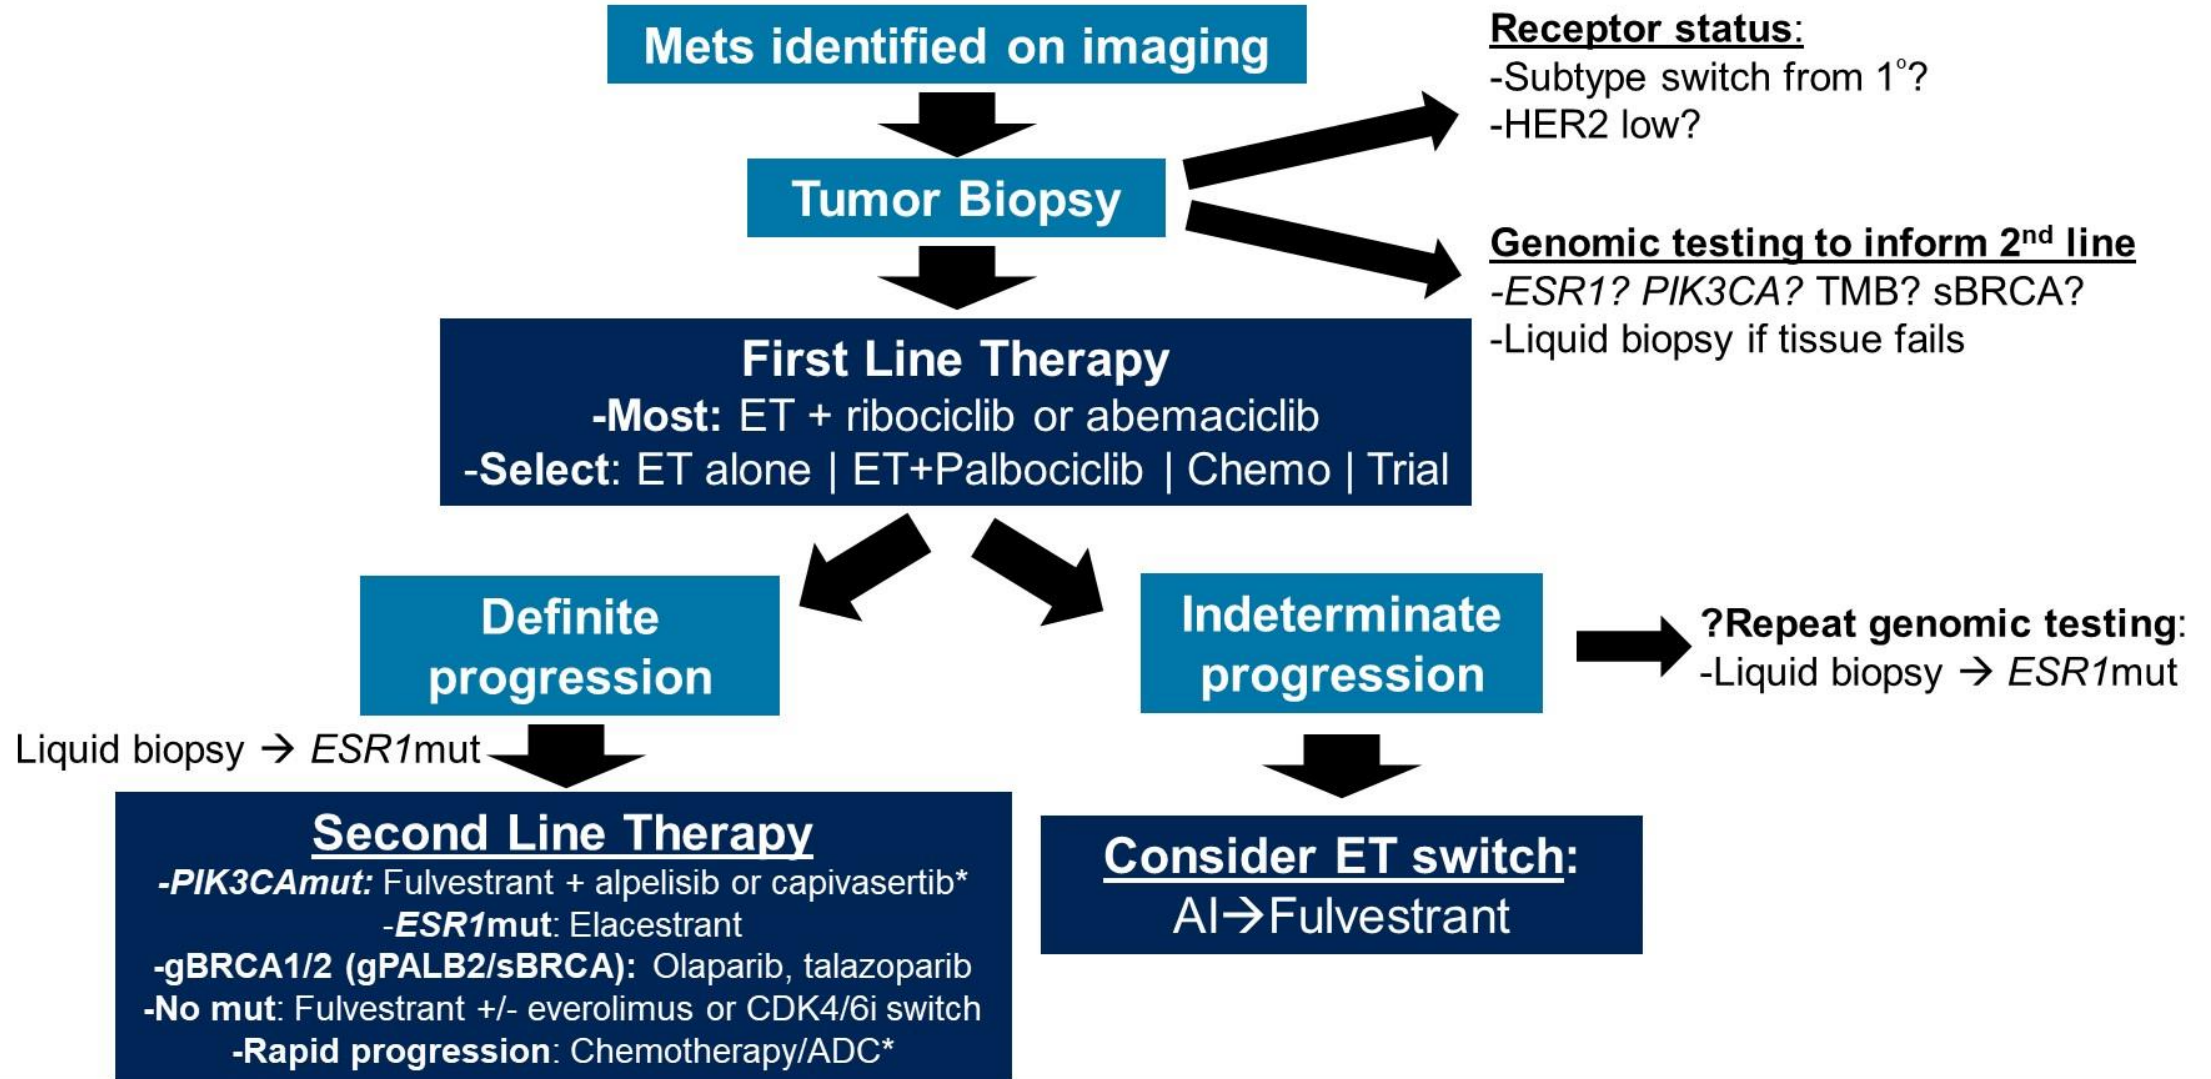 Mets identified on imaging
Receptor status:
-Subtype switch from 1°?
-HER2 low?
Tumor Biopsy
Genomic testing to inform 2nd line
-ESR1? PIK3CA? TMB? sBRCA?
-Liquid biopsy if tissue fails
First Line Therapy
-Most: ET + ribociclib or abemaciclib
-Select: ET alone | ET+Palbociclib | Chemo | Trial
Definite
progression
Indeterminate
progression
?Repeat genomic testing:
-Liquid biopsy → ESR1mut
Liquid biopsy → ESR1mut
Second Line Therapy
-PIK3CAmut: Fulvestrant + alpelisib or capivasertib*
-ESR1mut: Elacestrant
-gBRCA1/2 (gPALB2/sBRCA): Olaparib, talazoparib
-No mut: Fulvestrant +/- everolimus or CDK4/6i switch
-Rapid progression: Chemotherapy/ADC*
Consider ET switch:
AI→Fulvestrant